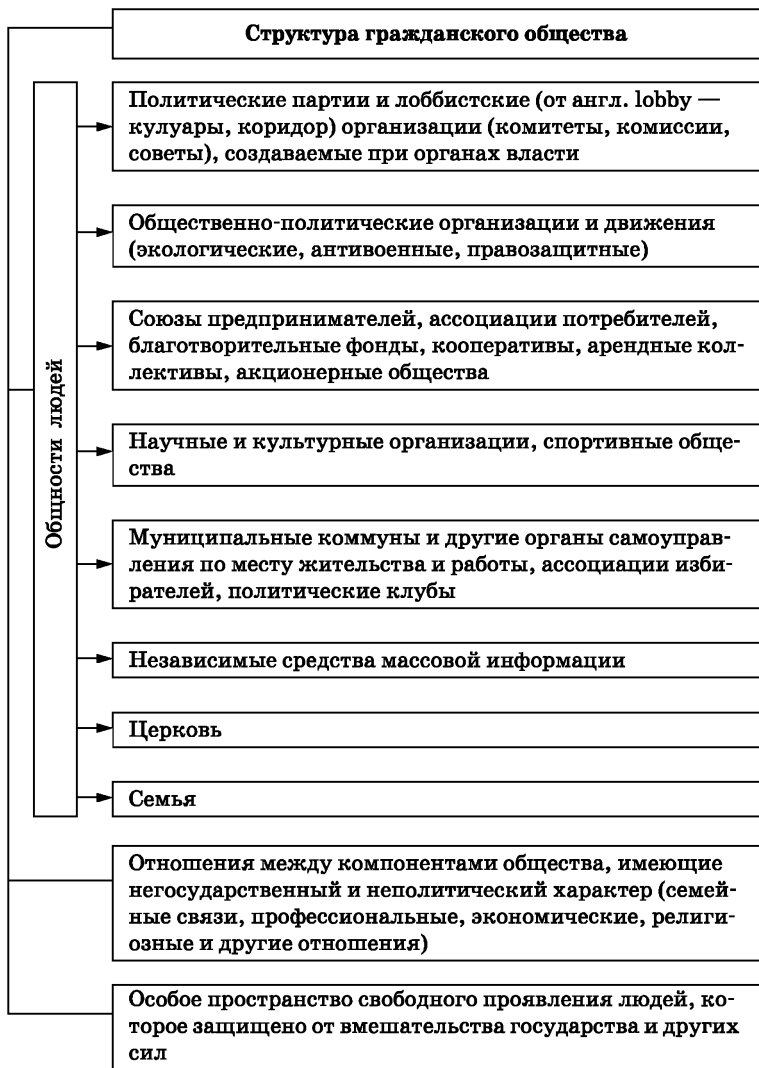 Структура гражданского общества
Общности людей
Политические партии и лоббистские (от англ. lobby —
кулуары, коридор) организации (комитеты, комиссии,
советы), создаваемые при органах власти
Общественно-политические организации и движения
(экологические, антивоенные, правозащитные)
Союзы предпринимателей, ассоциации потребителей,
благотворительные фонды, кооперативы, арендные кол-
лективы, акционерные общества
Научные и культурные организации, спортивные обще-
ства
Муниципальные коммуны и другие органы самоуправ-
ления по месту жительства и работы, ассоциации изби-
рателей, политические клубы
Независимые средства массовой информации
Церковь
Семья
Отношения между компонентами общества, имеющие
негосударственный и неполитический характер (семей-
ные связи, профессиональные, экономические, религи-
озные и другие отношения)
Особое пространство свободного проявления людей, ко-
торое защищено от вмешательства государства и других
сил